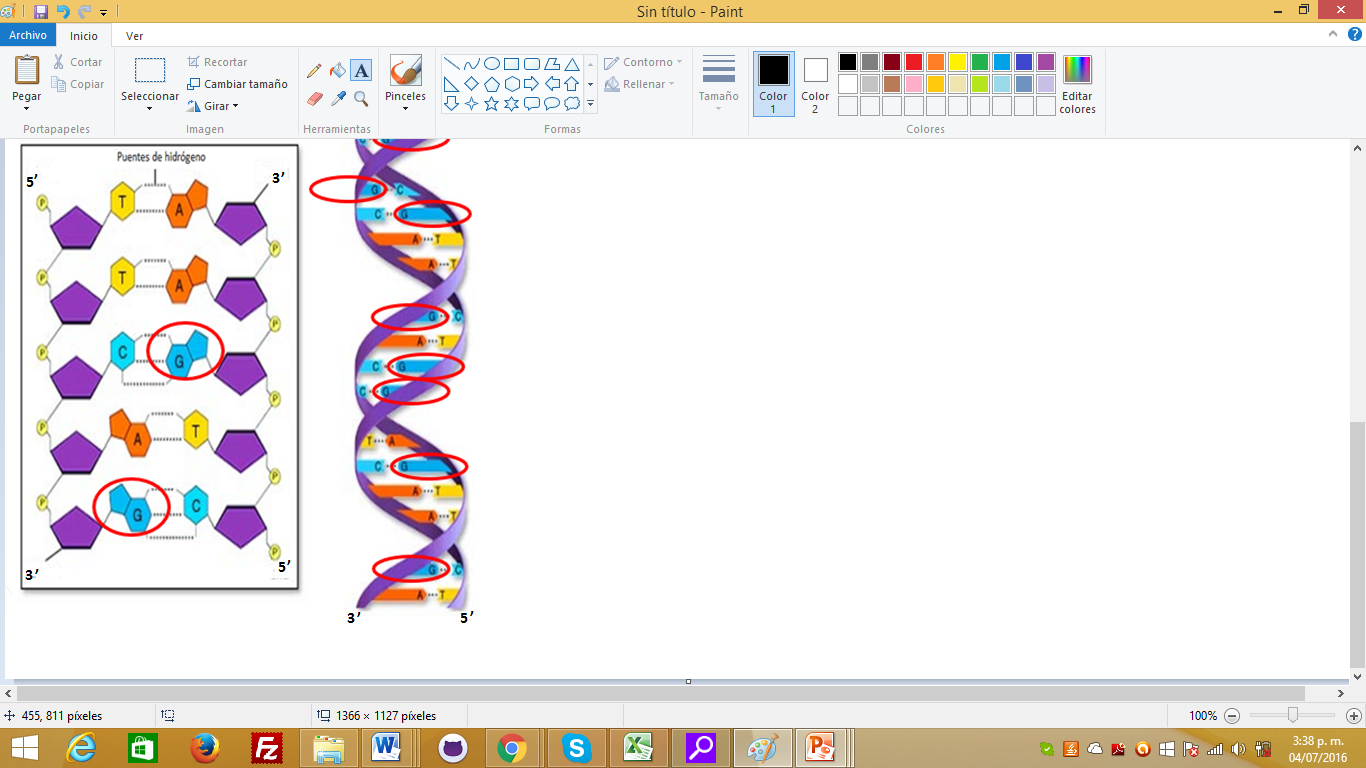 Sin título - Paint
Archivo
Inicio
Ver
Pegar
Cortar
Copiar
Portapapeles
Seleccionar
Recortar
Cambiar tamaño
Girar
Imagen
A
Herramientas
Pinceles
Contorno
Rellenar
Formas
Tamaño
Color 1
Color 2
Editar colores
Colores
Puentes de hidrógeno
5’ 3’
P T A P
P T A P
P C G P
P A T P
P G C P
3’ 5’
C G
G C
C G
A T
A T
G C
A T
C G
C G
T A
C G
A T
A T
G C
A T
3’ 5’
455, 811 píxeles
1366 × 1127 píxeles
100%
3:38 p. m.
04/07/2016